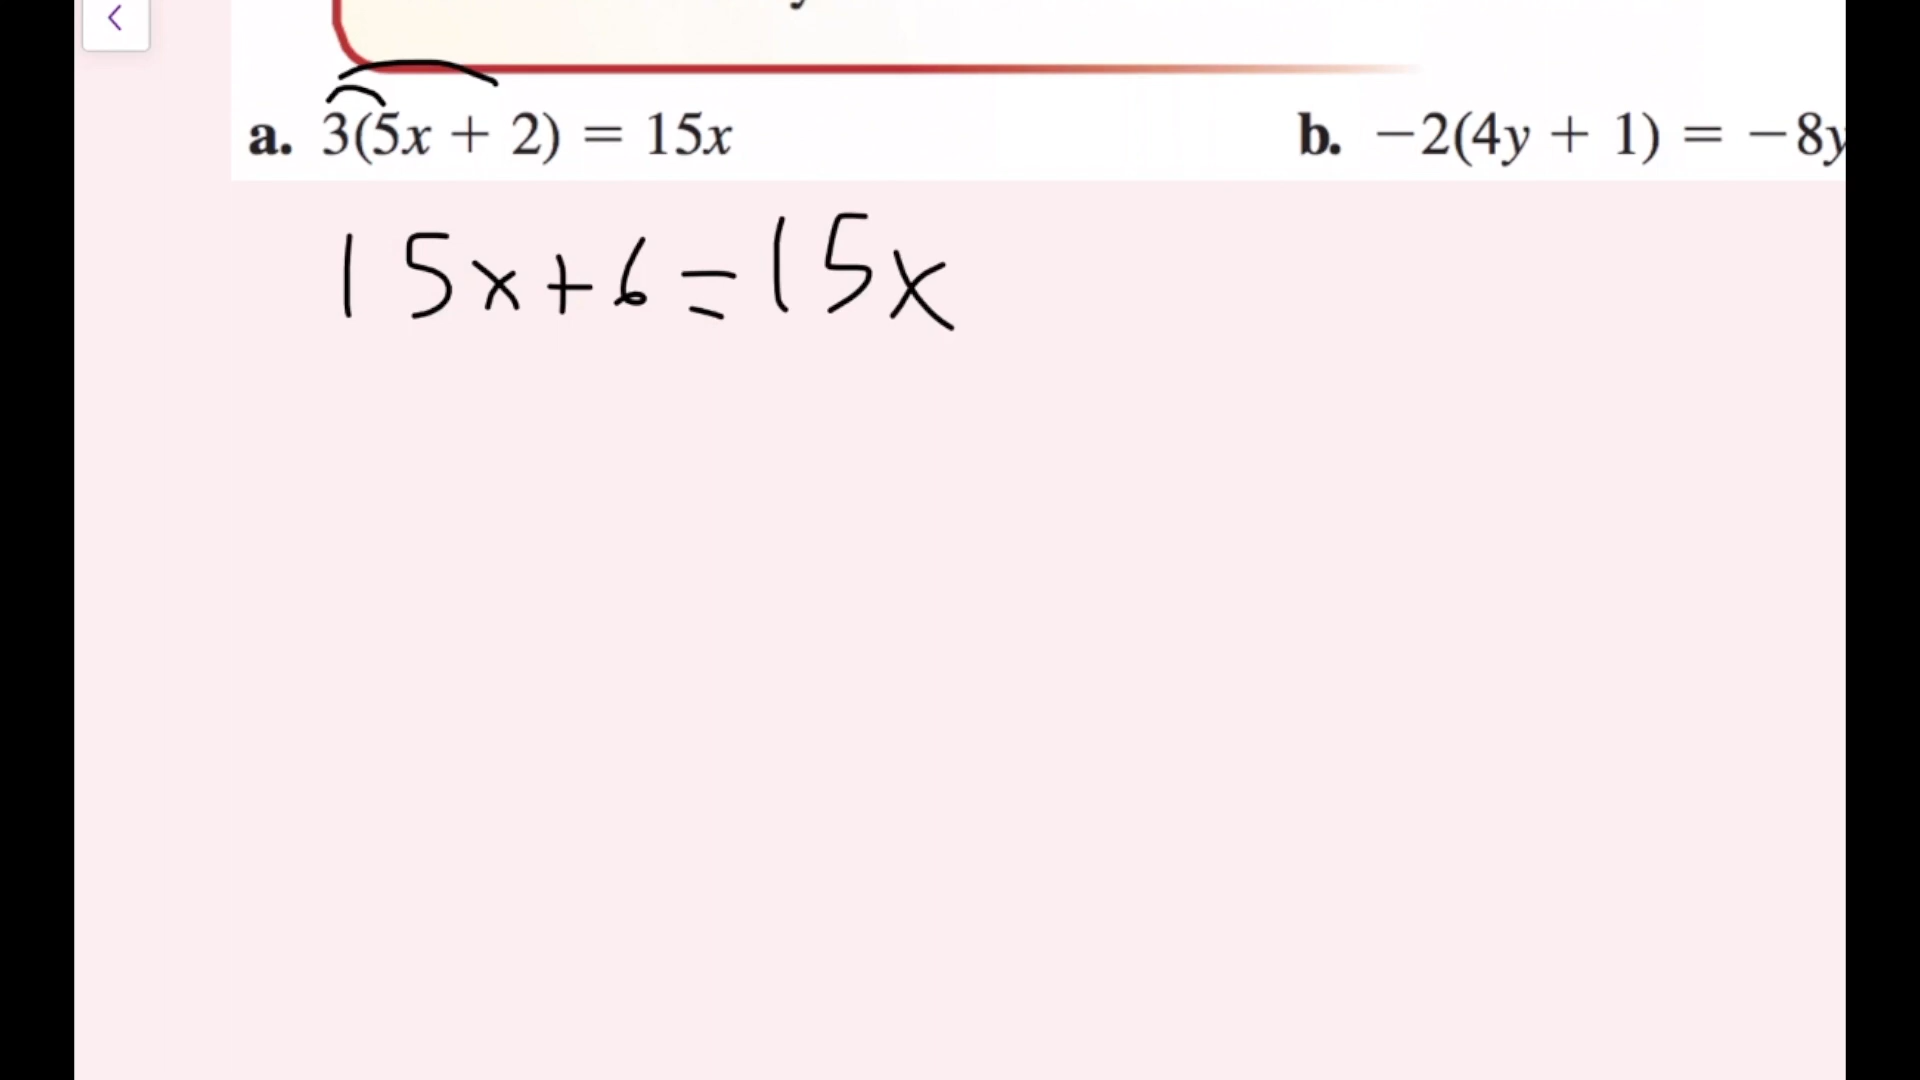 a. 3(5x + 2) = 15x
b. −2(4y + 1) = −8y
15x+6=15x